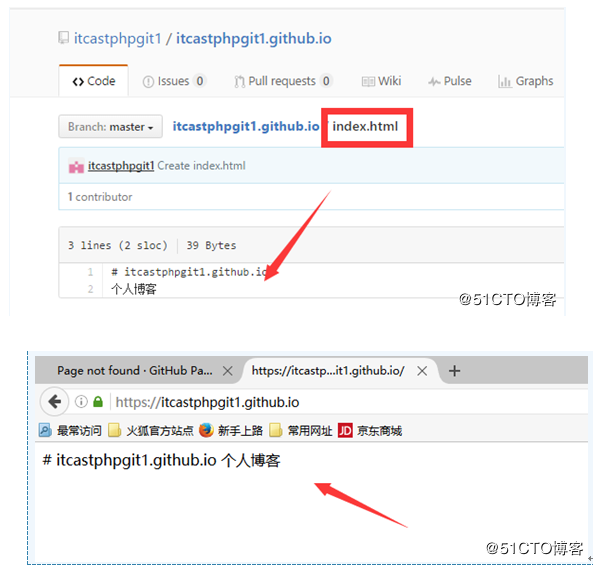 itcastphpgit1 / itcastphpgit1.github.io
Code Issues 0 Pull requests 0 Wiki Pulse Graphs
Branch: master itcastphpgit1.github.io / index.html
itcastphpgit1 Create index.html
1 contributor
3 lines (2 sloc) 39 Bytes
1 # itcastphpgit1.github.io
2 个人博客
@51CTO博客
Page not found · GitHub Pa... https://itcastp...it1.github.io/
https://itcastphpgit1.github.io
最常访问 火狐官方站点 新手上路 常用网址 JD 京东商城
# itcastphpgit1.github.io 个人博客
@51CTO博客